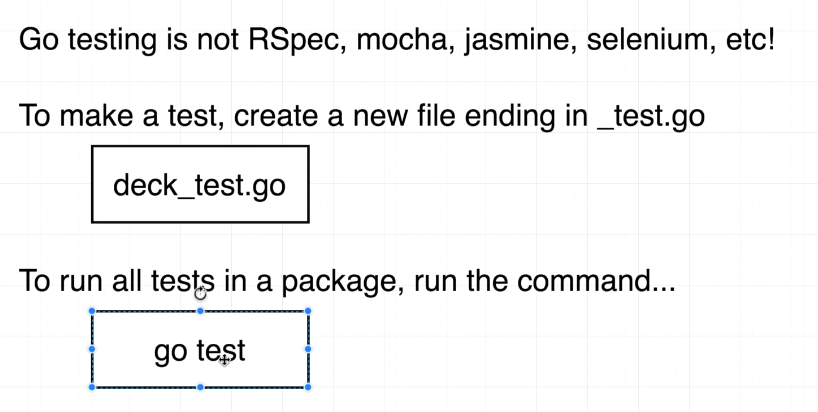 Go testing is not RSpec, mocha, jasmine, selenium, etc!
To make a test, create a new file ending in _test.go
deck_test.go
To run all tests in a package, run the command...
go test